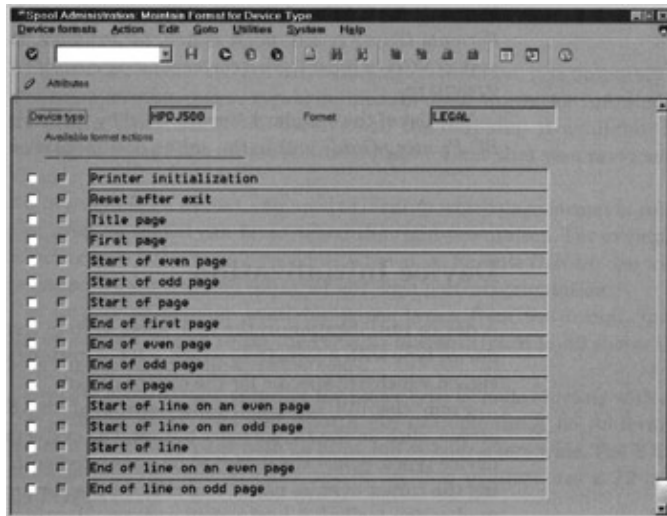 Spool Administration: Maintain Format for Device Type
Device formats Action Edit Goto Utilities System Help
Attributes
Device type HPDJ500 Format LEGAL
Available format actions
Printer initialization
Reset after exit
Title page
First page
Start of even page
Start of odd page
Start of page
End of first page
End of even page
End of odd page
End of page
Start of line on an even page
Start of line on an odd page
Start of line
End of line on an even page
End of line on odd page